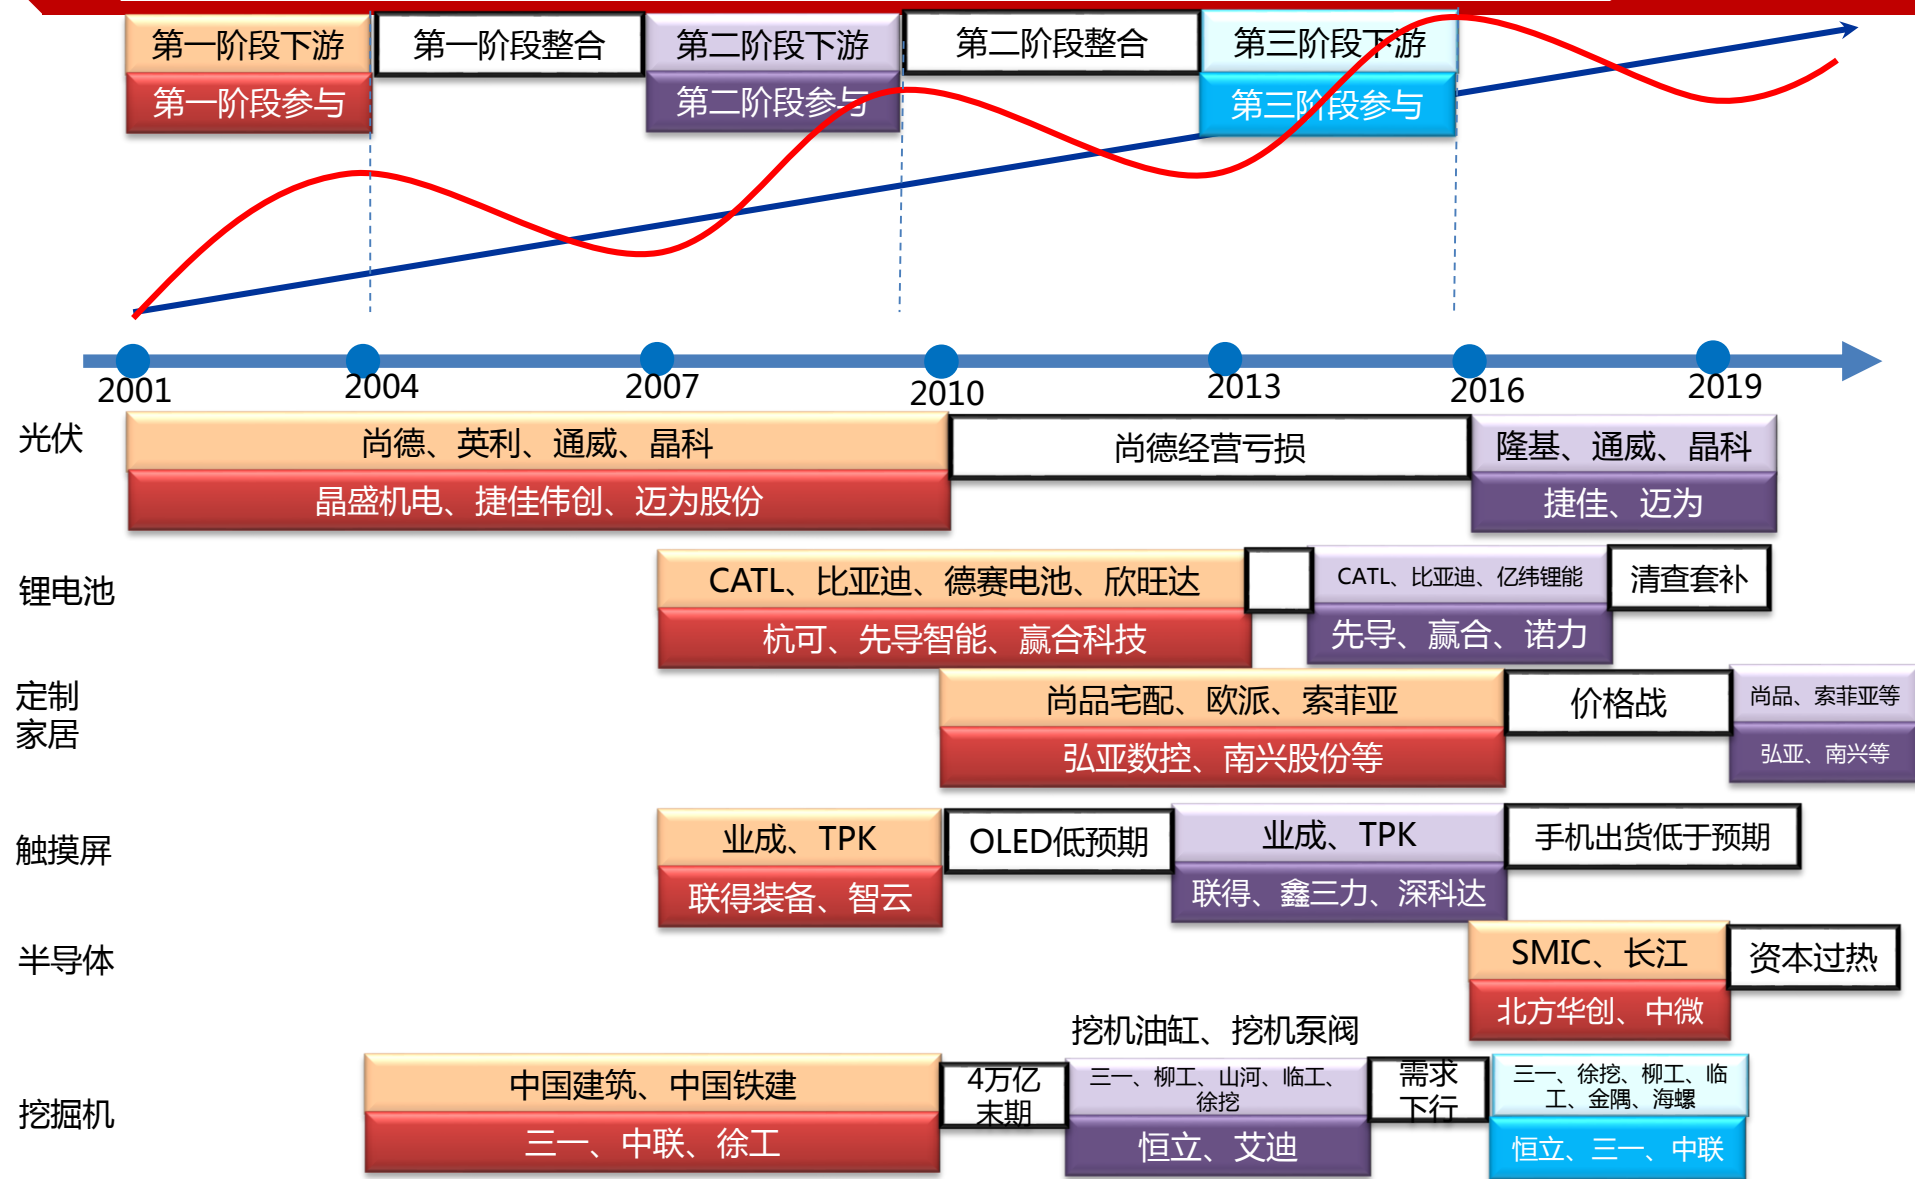 第一阶段下游
第一阶段整合
第二阶段下游
第二阶段整合
第三阶段下游
第一阶段参与
第二阶段参与
第三阶段参与
2001
2004
2007
2010
2013
2016
2019
光伏
尚德、英利、通威、晶科
尚德经营亏损
隆基、通威、晶科
晶盛机电、捷佳伟创、迈为股份
捷佳、迈为
锂电池
CATL、比亚迪、德赛电池、欣旺达
CATL、比亚迪、亿纬锂能
清查套补
杭可、先导智能、赢合科技
先导、赢合、诺力
定制
家居
尚品宅配、欧派、索菲亚
价格战
尚品、索菲亚等
弘亚数控、南兴股份等
弘亚、南兴等
触摸屏
业成、TPK
OLED低预期
业成、TPK
手机出货低于预期
联得装备、智云
联得、鑫三力、深科达
半导体
SMIC、长江
资本过热
北方华创、中微
挖机油缸、挖机泵阀
挖掘机
中国建筑、中国铁建
4万亿
末期
三一、柳工、山河、临工、
徐挖
需求
下行
三一、徐挖、柳工、临
工、金隅、海螺
三一、中联、徐工
恒立、艾迪
恒立、三一、中联